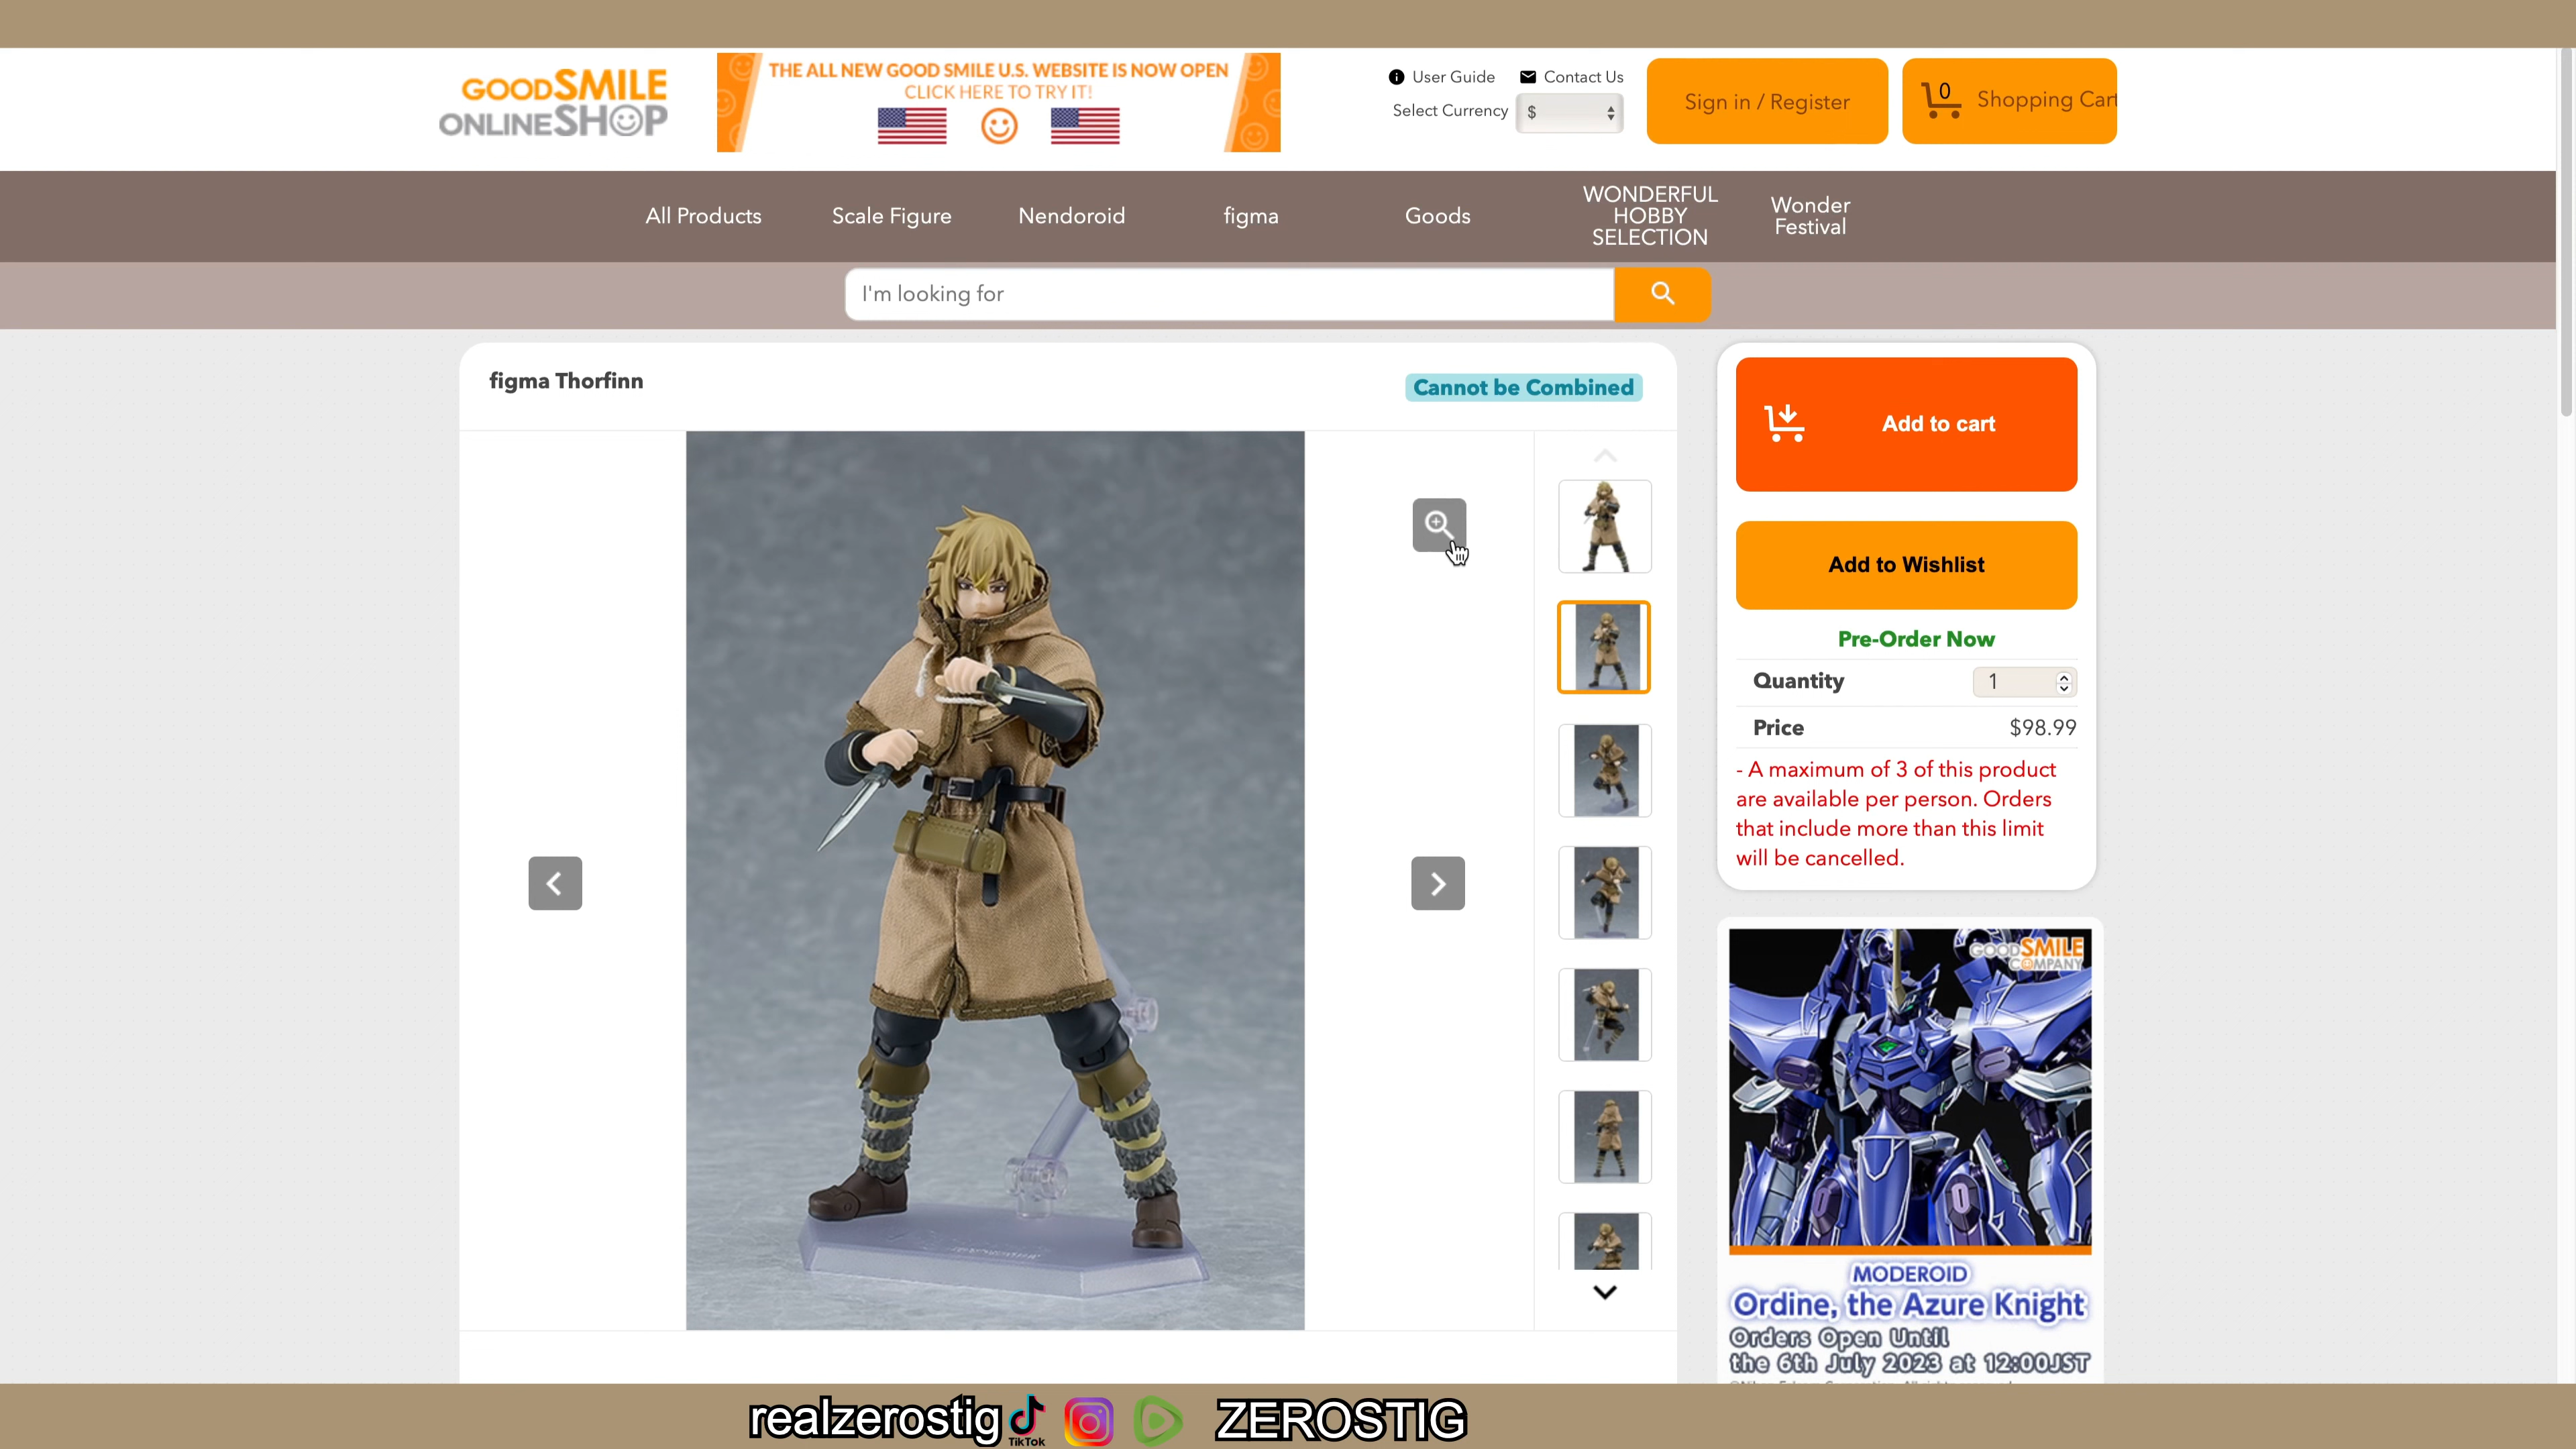 GOODSMILE
ONLINESHOP
THE ALL NEW GOOD SMILE U.S. WEBSITE IS NOW OPEN
CLICK HERE TO TRY IT!
User Guide
Contact Us
Select Currency
$
Sign in / Register
0
Shopping Cart
All Products
Scale Figure
Nendoroid
figma
Goods
WONDERFUL
HOBBY
SELECTION
Wonder
Festival
I'm looking for
figma Thorfinn
Cannot be Combined
Add to cart
Add to Wishlist
Pre-Order Now
Quantity
1
Price
$98.99
- A maximum of 3 of this product
are available per person. Orders
that include more than this limit
will be cancelled.
GOODSMILE
COMPANY
MODEROID
Ordine, the Azure Knight
Orders Open Until
the 6th July 2023 at 12:00JST
realzerostig
TikTok
ZEROSTIG